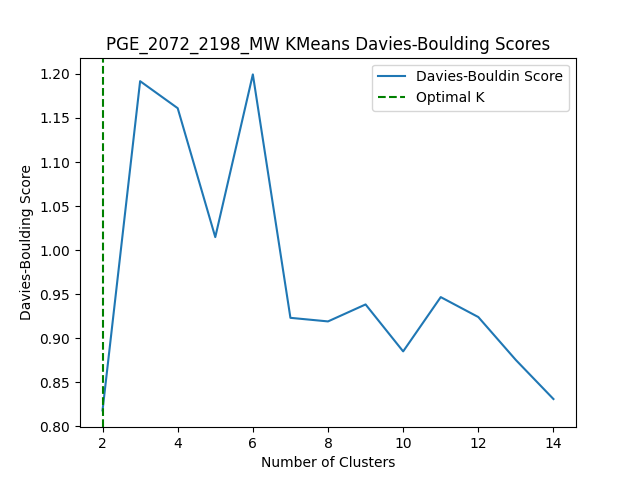 PGE_2072_2198_MW KMeans Davies-Boulding Scores
Davies-Bouldin Score
Optimal K
1.20
1.15
1.10
1.05
1.00
0.95
0.90
0.85
0.80
Davies-Boulding Score
2 4 6 8 10 12 14
Number of Clusters